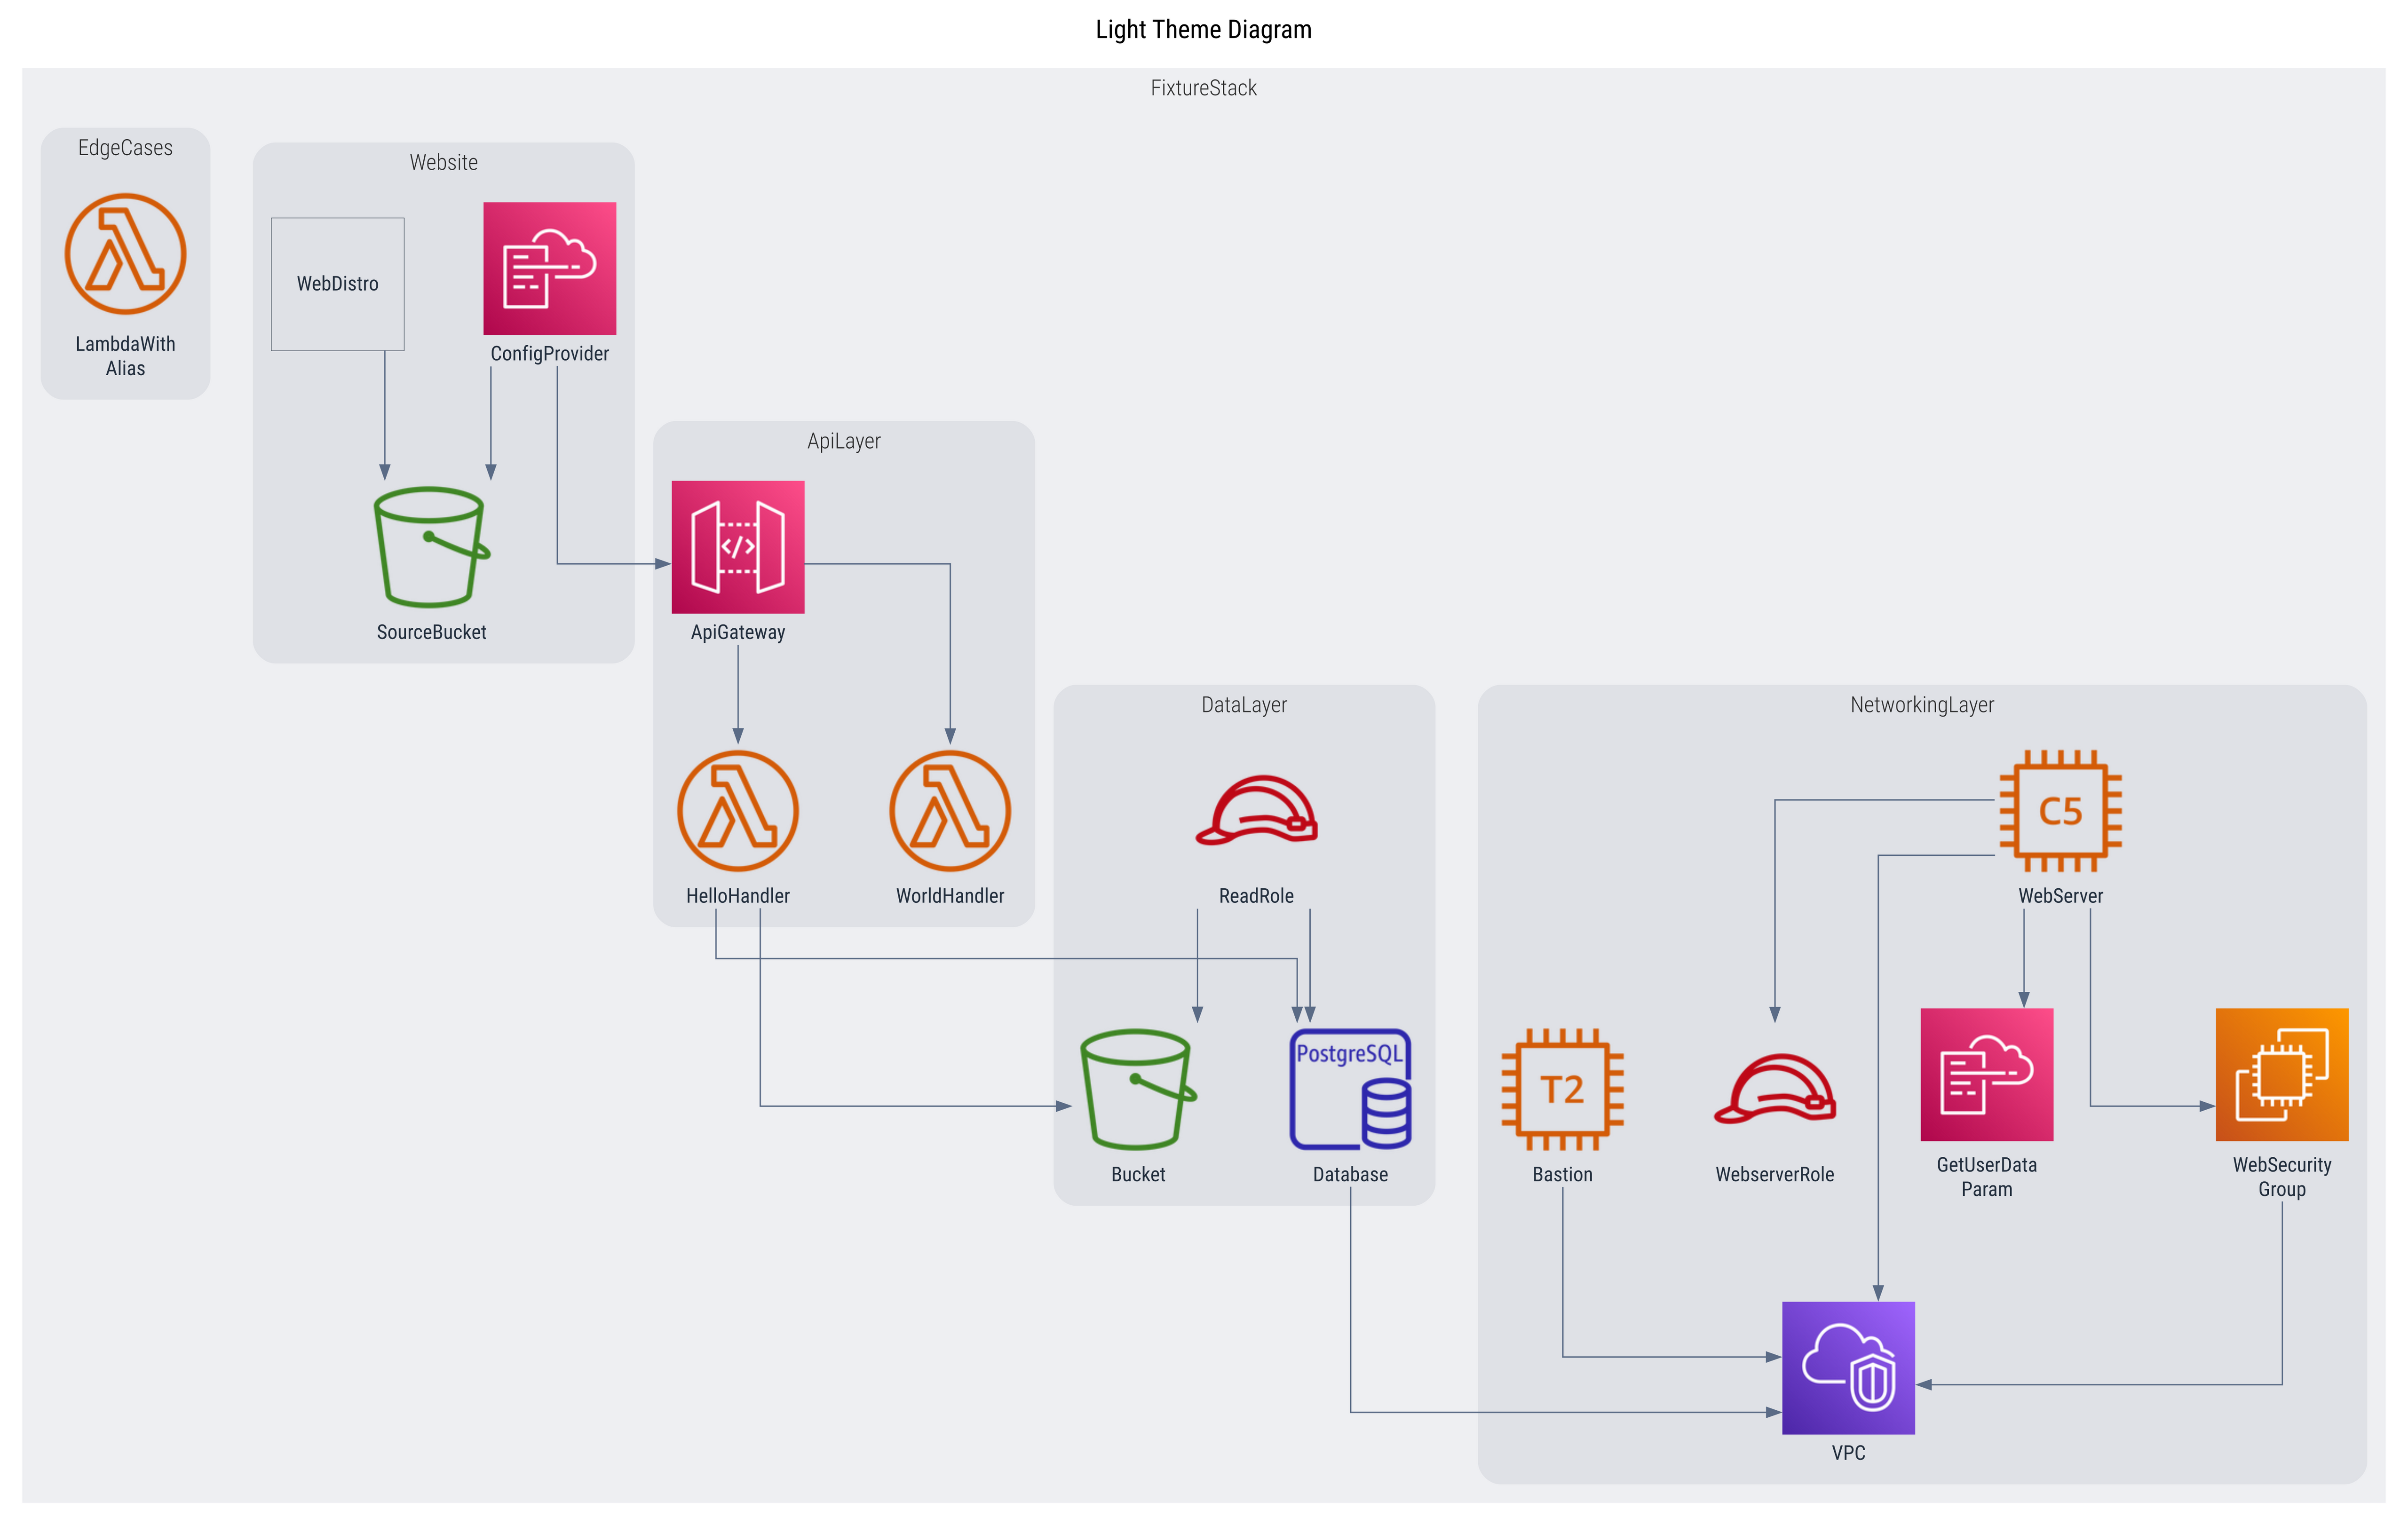 Light Theme Diagram
FixtureStack
EdgeCases
LambdaWith
Alias
Website
WebDistro
ConfigProvider
SourceBucket
ApiLayer
</>
ApiGateway
HelloHandler
WorldHandler
DataLayer
ReadRole
Bucket
PostgreSQL
Database
NetworkingLayer
C5
WebServer
T2
Bastion
WebserverRole
GetUserData
Param
WebSecurity
Group
VPC